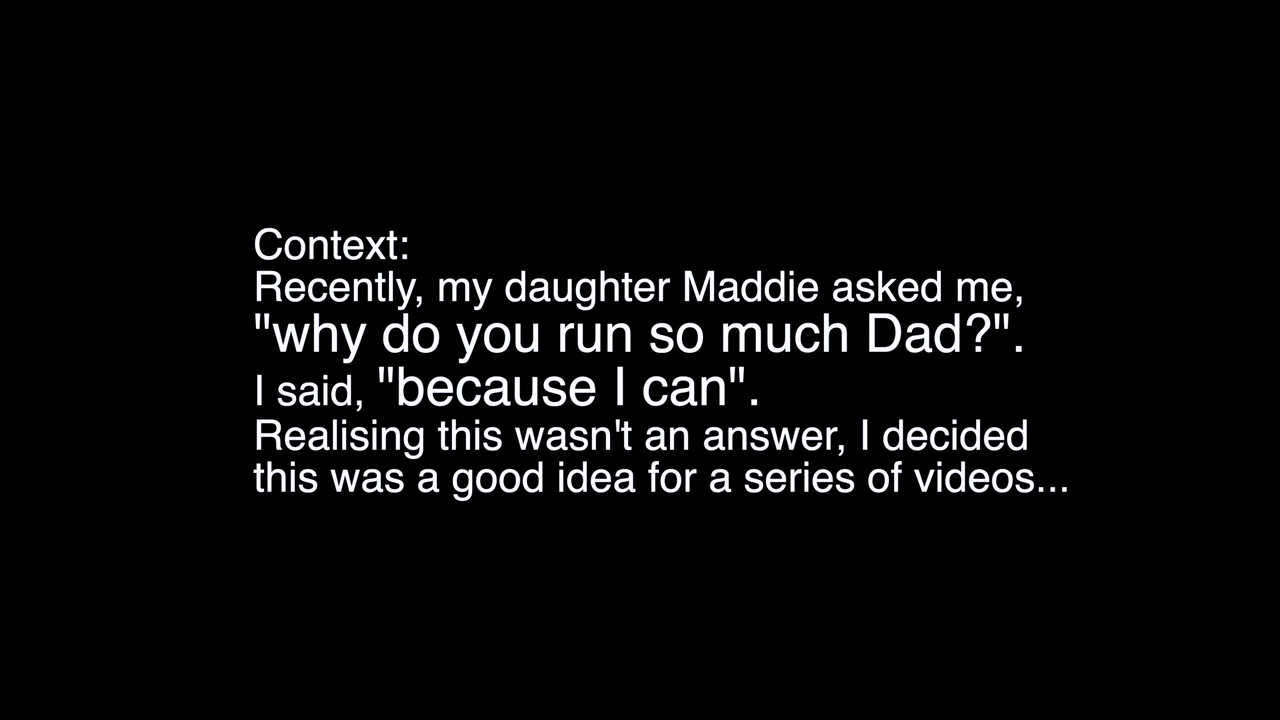 Context:
Recently, my daughter Maddie asked me,
"why do you run so much Dad?".
I said, "because I can".
Realising this wasn't an answer, I decided
this was a good idea for a series of videos...